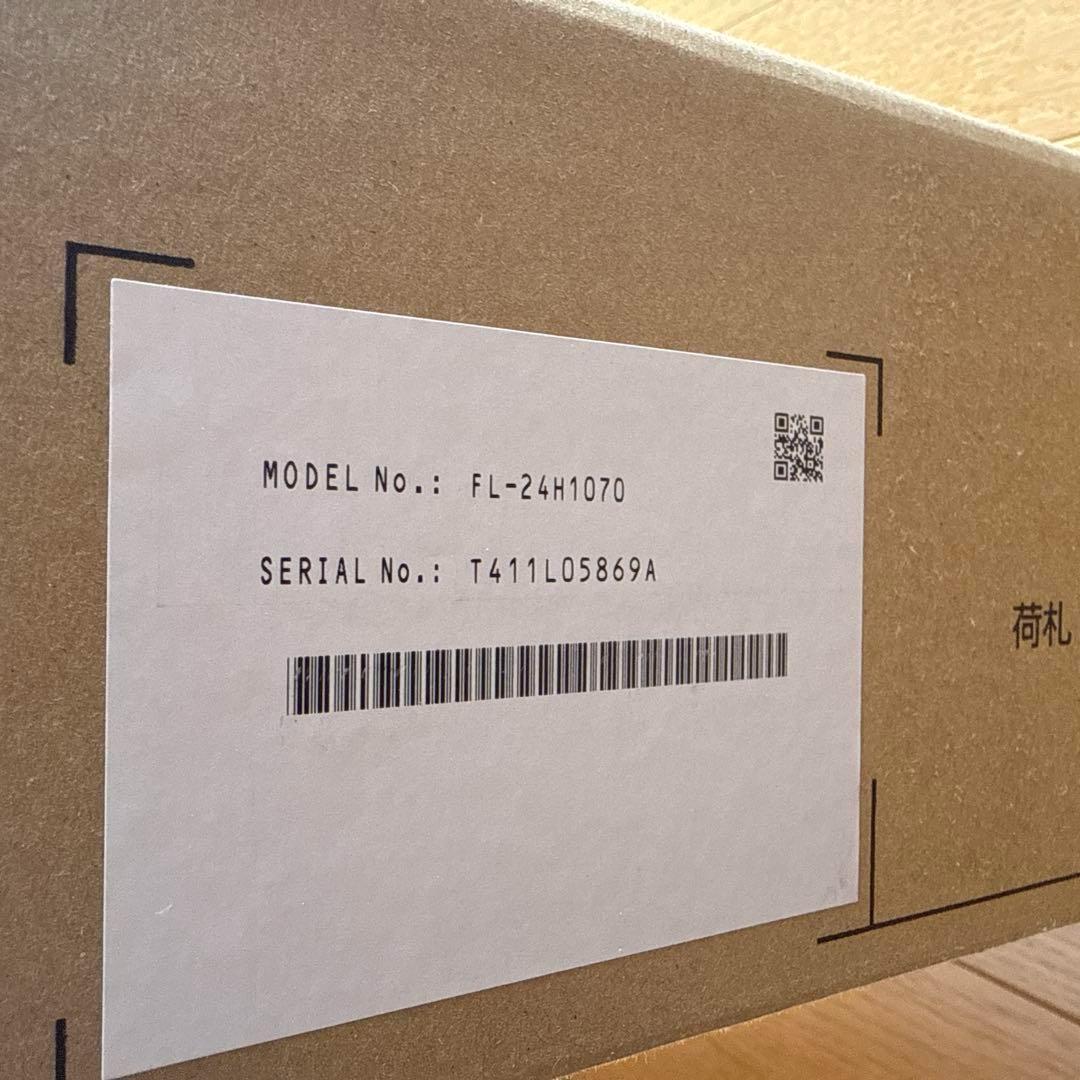 MODEL No.: FL-24H1070
SERIAL No.: T411L05869A
荷札